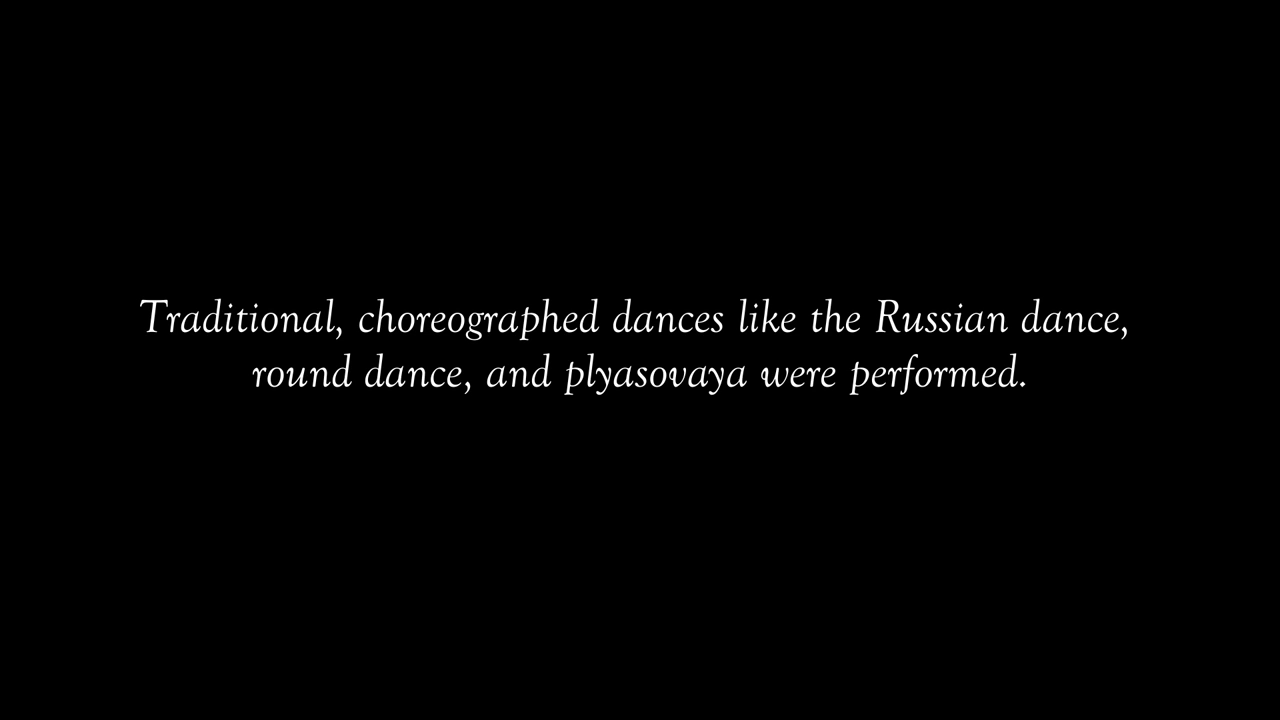 Traditional, choreographed dances like the Russian dance,
round dance, and plyasovaya were performed.